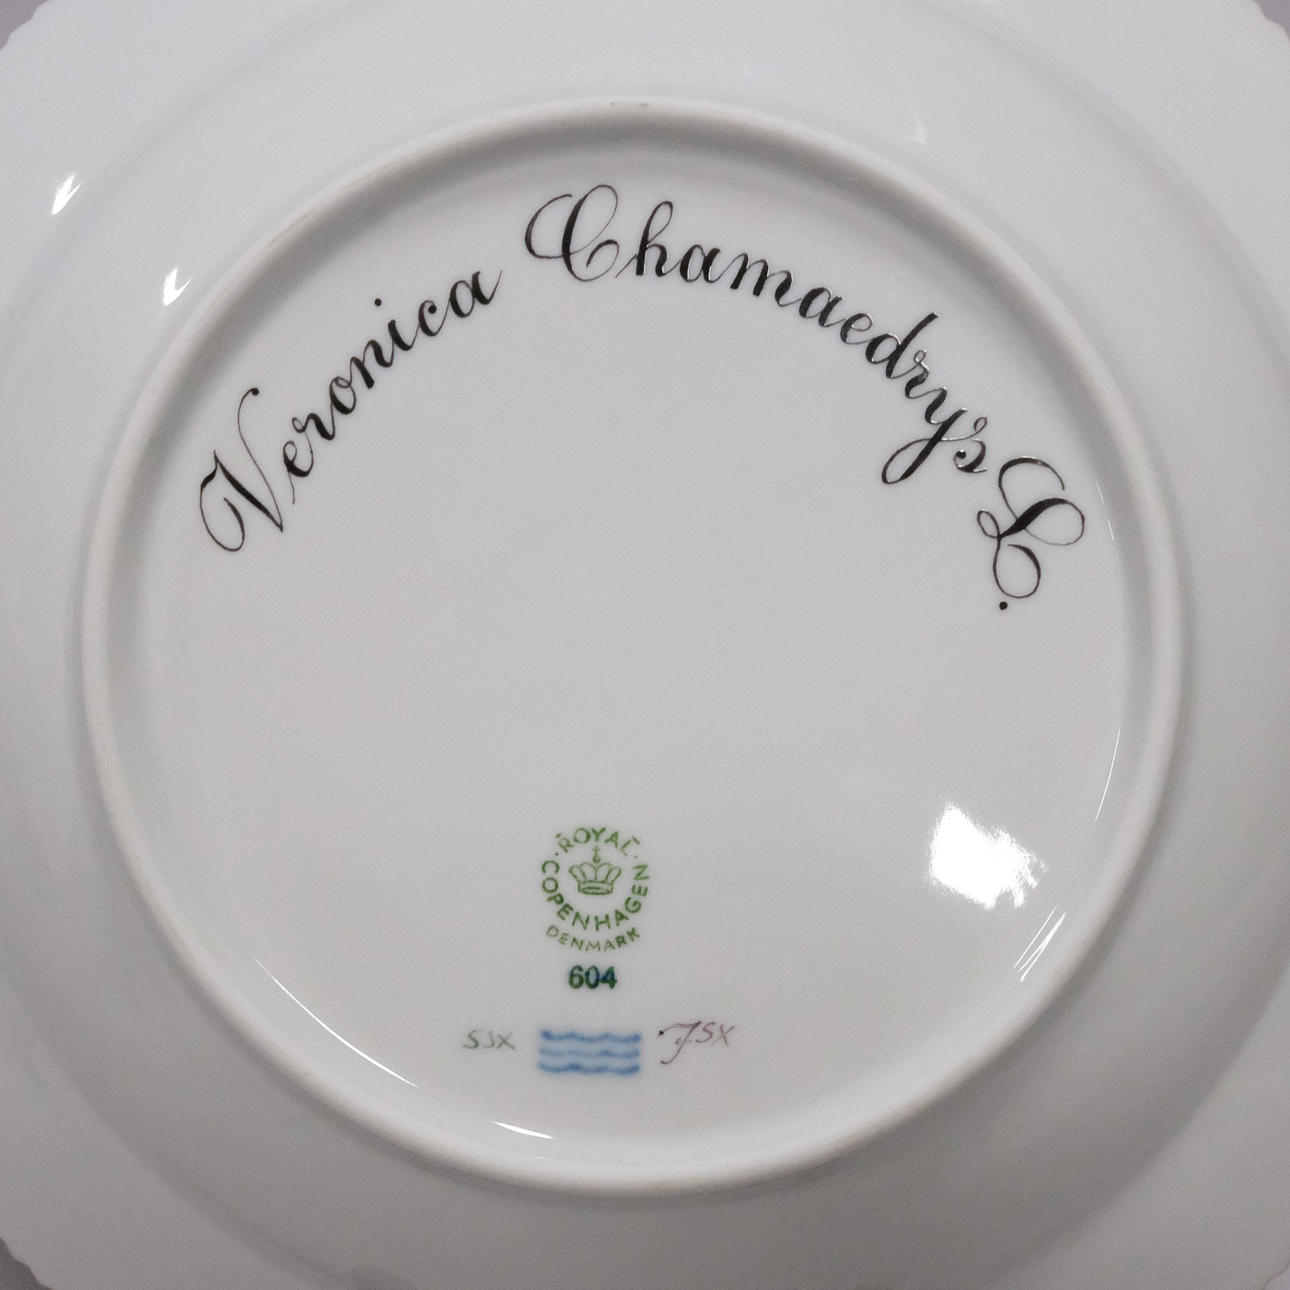 Veronica Chamaedrys L.
ROYAL COPENHAGEN
DENMARK
604
SJX JSX